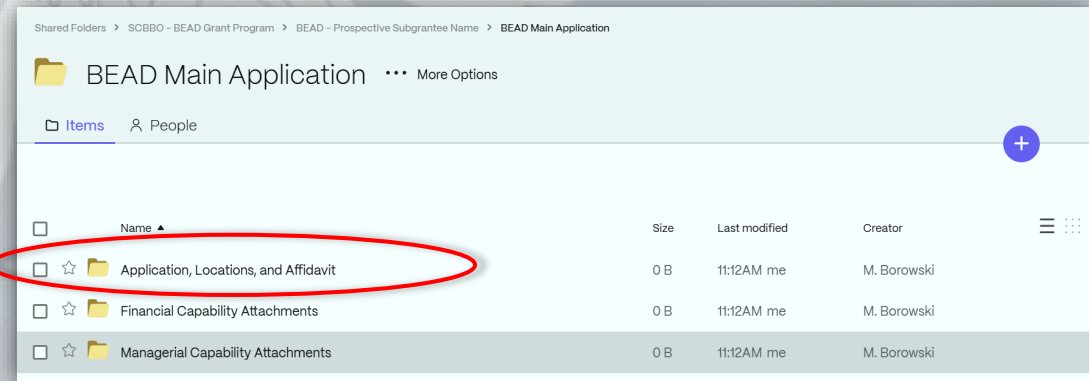 Shared Folders > SCBBO – BEAD Grant Program > BEAD – Prospective Subgrantee Name > BEAD Main Application
BEAD Main Application ••• More Options
Items People
+
Name ▲ Size Last modified Creator
Application, Locations, and Affidavit 0 B 11:12AM me M. Borowski
Financial Capability Attachments 0 B 11:12AM me M. Borowski
Managerial Capability Attachments 0 B 11:12AM me M. Borowski